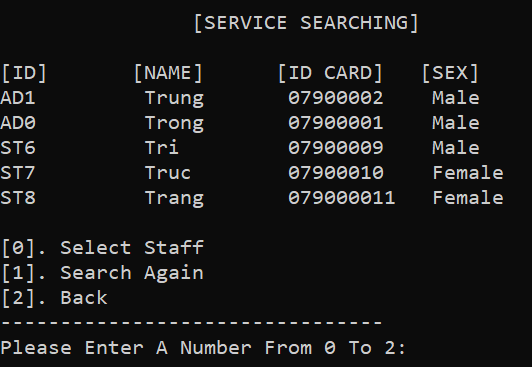 [SERVICE SEARCHING]
[ID] [NAME] [ID CARD] [SEX]
AD1 Trung 07900002 Male
AD0 Trong 07900001 Male
ST6 Tri 07900009 Male
ST7 Truc 07900010 Female
ST8 Trang 079000011 Female
[0]. Select Staff
[1]. Search Again
[2]. Back
--------------------------------
Please Enter A Number From 0 To 2: